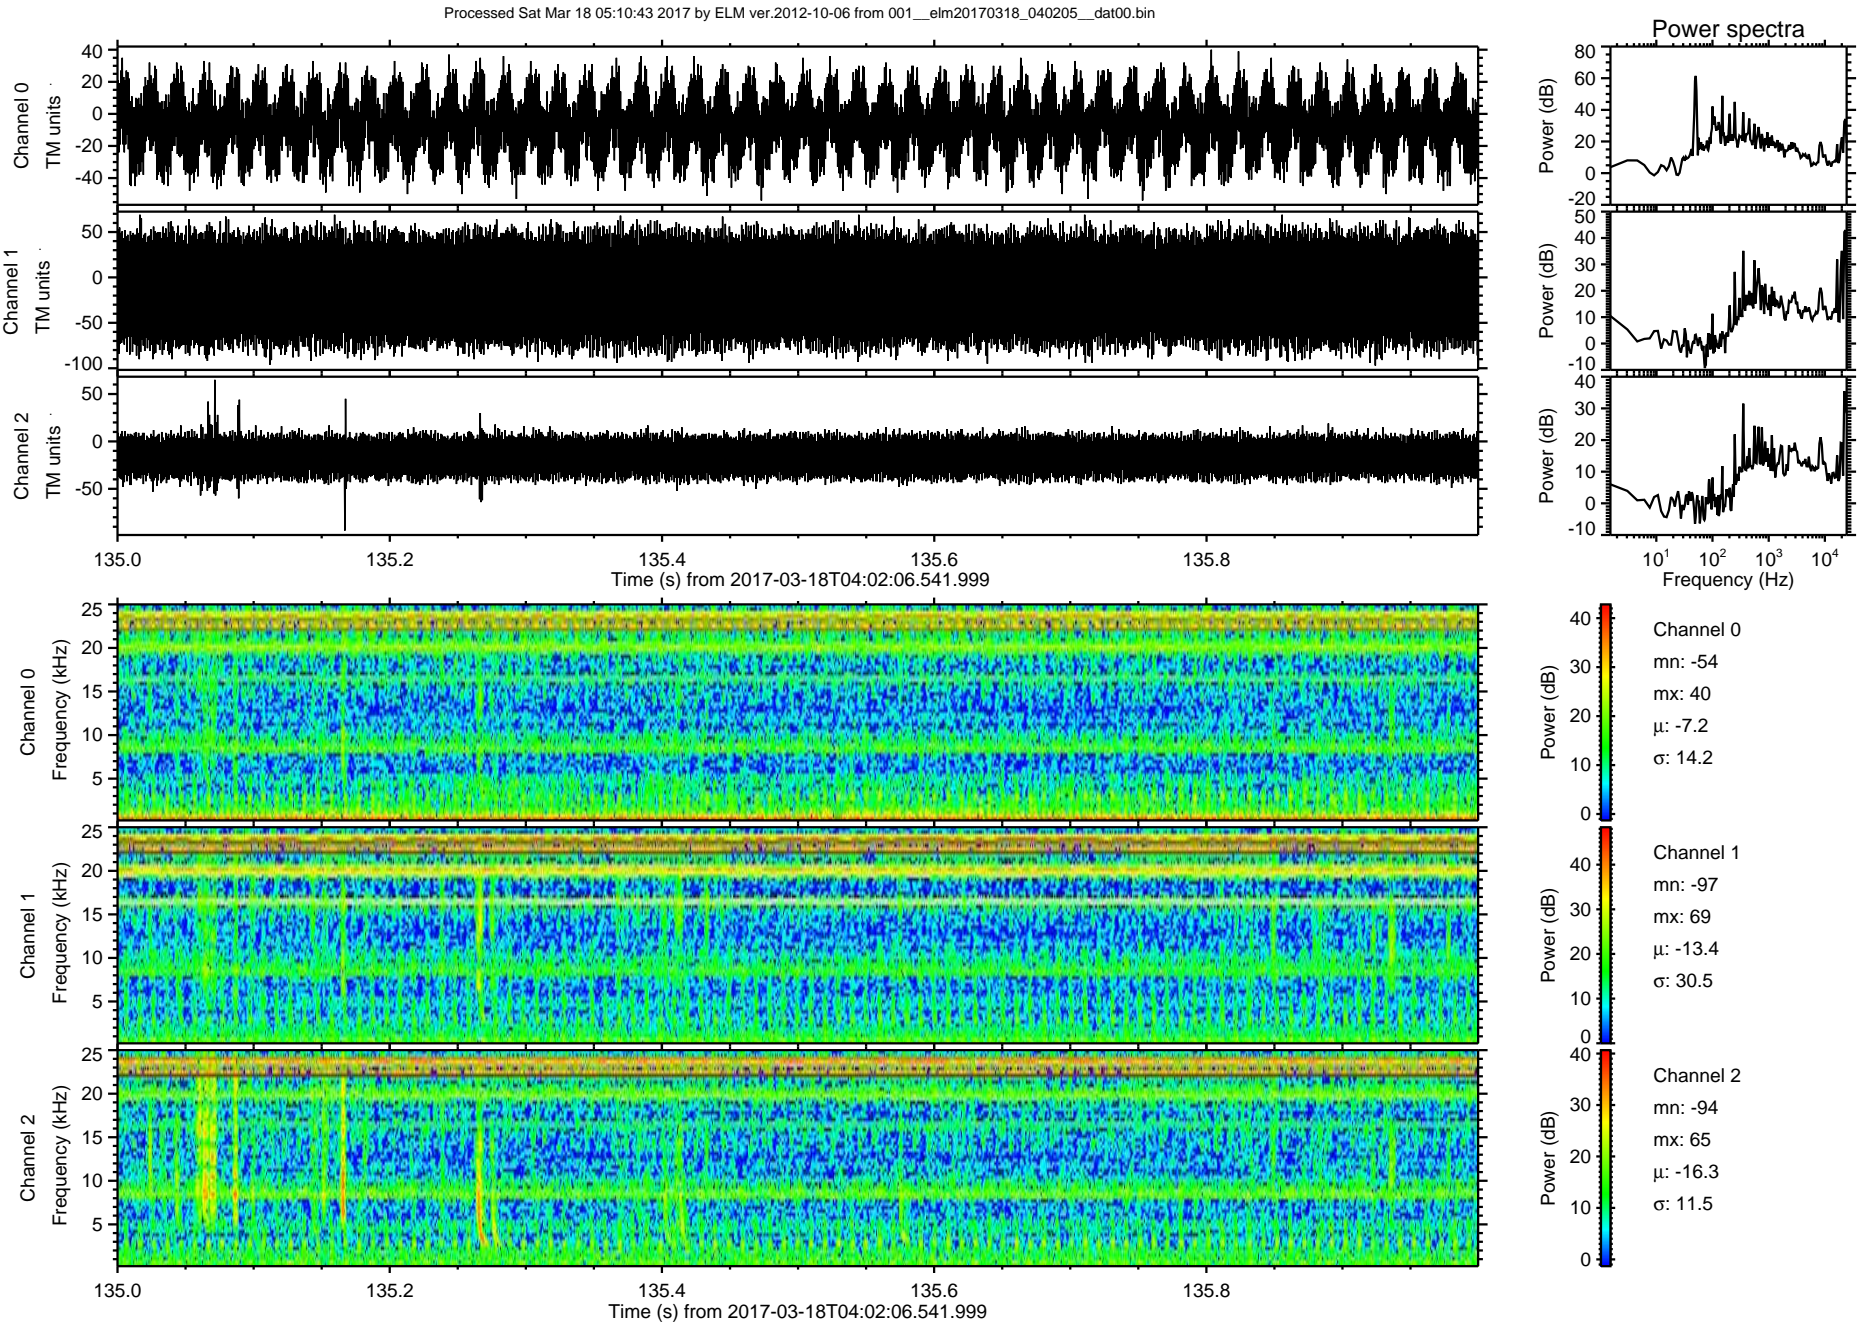 Processed Sat Mar 18 05:10:43 2017 by ELM ver.2012-10-06 from 001__elm20170318_040205__dat00.bin
Power spectra
Channel 0
TM units
40
20
0
-20
-40
Power (dB)
80
60
40
20
0
-20
Channel 1
TM units
50
0
-50
-100
Power (dB)
50
40
30
20
10
0
-10
Channel 2
TM units
50
0
-50
Power (dB)
40
30
20
10
0
-10
135.0 135.2 135.4 135.6 135.8
Time (s) from 2017-03-18T04:02:06.541.999
10¹ 10² 10³ 10⁴
Frequency (Hz)
Channel 0
Frequency (kHz)
25
20
15
10
5
Power (dB)
40
30
20
10
0
Channel 0
mn: -54
mx: 40
μ: -7.2
σ: 14.2
Channel 1
Frequency (kHz)
25
20
15
10
5
Power (dB)
40
30
20
10
0
Channel 1
mn: -97
mx: 69
μ: -13.4
σ: 30.5
Channel 2
Frequency (kHz)
25
20
15
10
5
Power (dB)
40
30
20
10
0
Channel 2
mn: -94
mx: 65
μ: -16.3
σ: 11.5
135.0 135.2 135.4 135.6 135.8
Time (s) from 2017-03-18T04:02:06.541.999